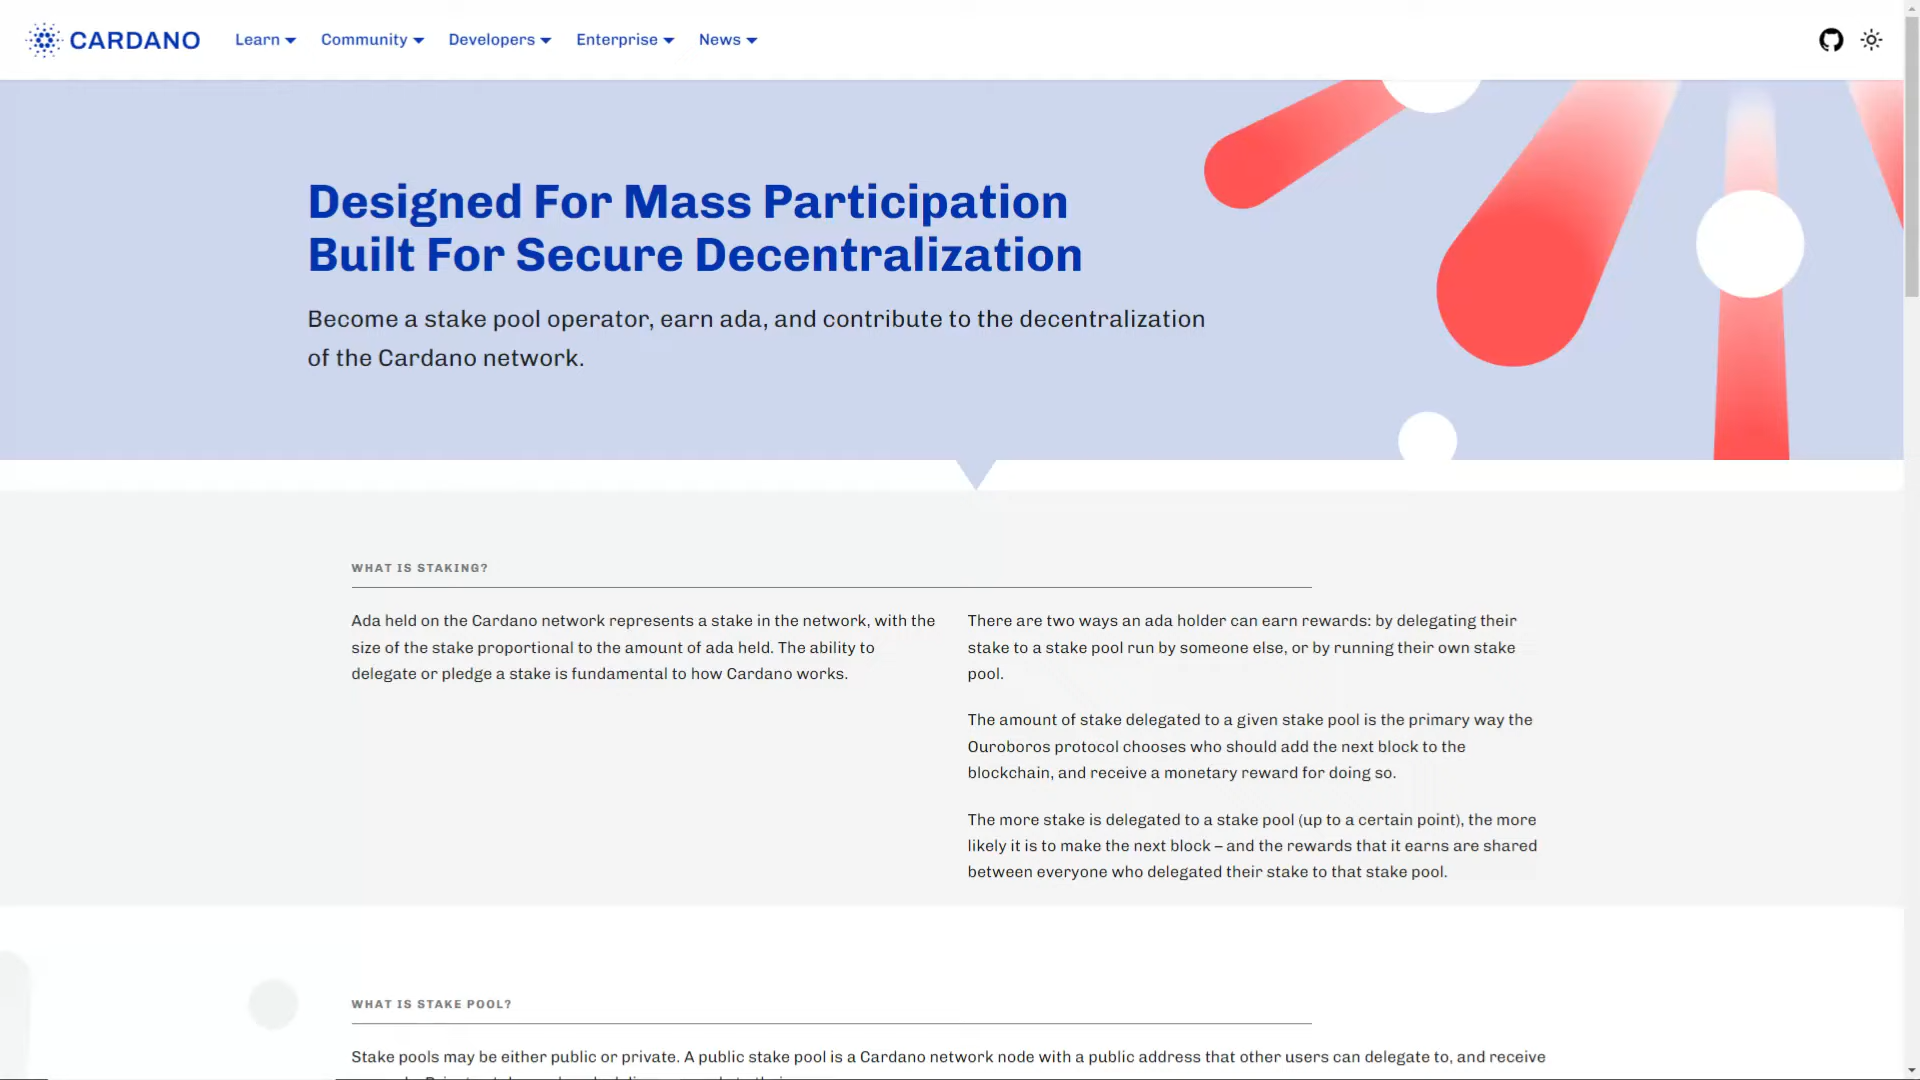 CARDANO
Learn
Community
Developers
Enterprise
News
Designed For Mass Participation
Built For Secure Decentralization
Become a stake pool operator, earn ada, and contribute to the decentralization
of the Cardano network.
WHAT IS STAKING?
Ada held on the Cardano network represents a stake in the network, with the
size of the stake proportional to the amount of ada held. The ability to
delegate or pledge a stake is fundamental to how Cardano works.
There are two ways an ada holder can earn rewards: by delegating their
stake to a stake pool run by someone else, or by running their own stake
pool.
The amount of stake delegated to a given stake pool is the primary way the
Ouroboros protocol chooses who should add the next block to the
blockchain, and receive a monetary reward for doing so.
The more stake is delegated to a stake pool (up to a certain point), the more
likely it is to make the next block – and the rewards that it earns are shared
between everyone who delegated their stake to that stake pool.
WHAT IS STAKE POOL?
Stake pools may be either public or private. A public stake pool is a Cardano network node with a public address that other users can delegate to, and receive